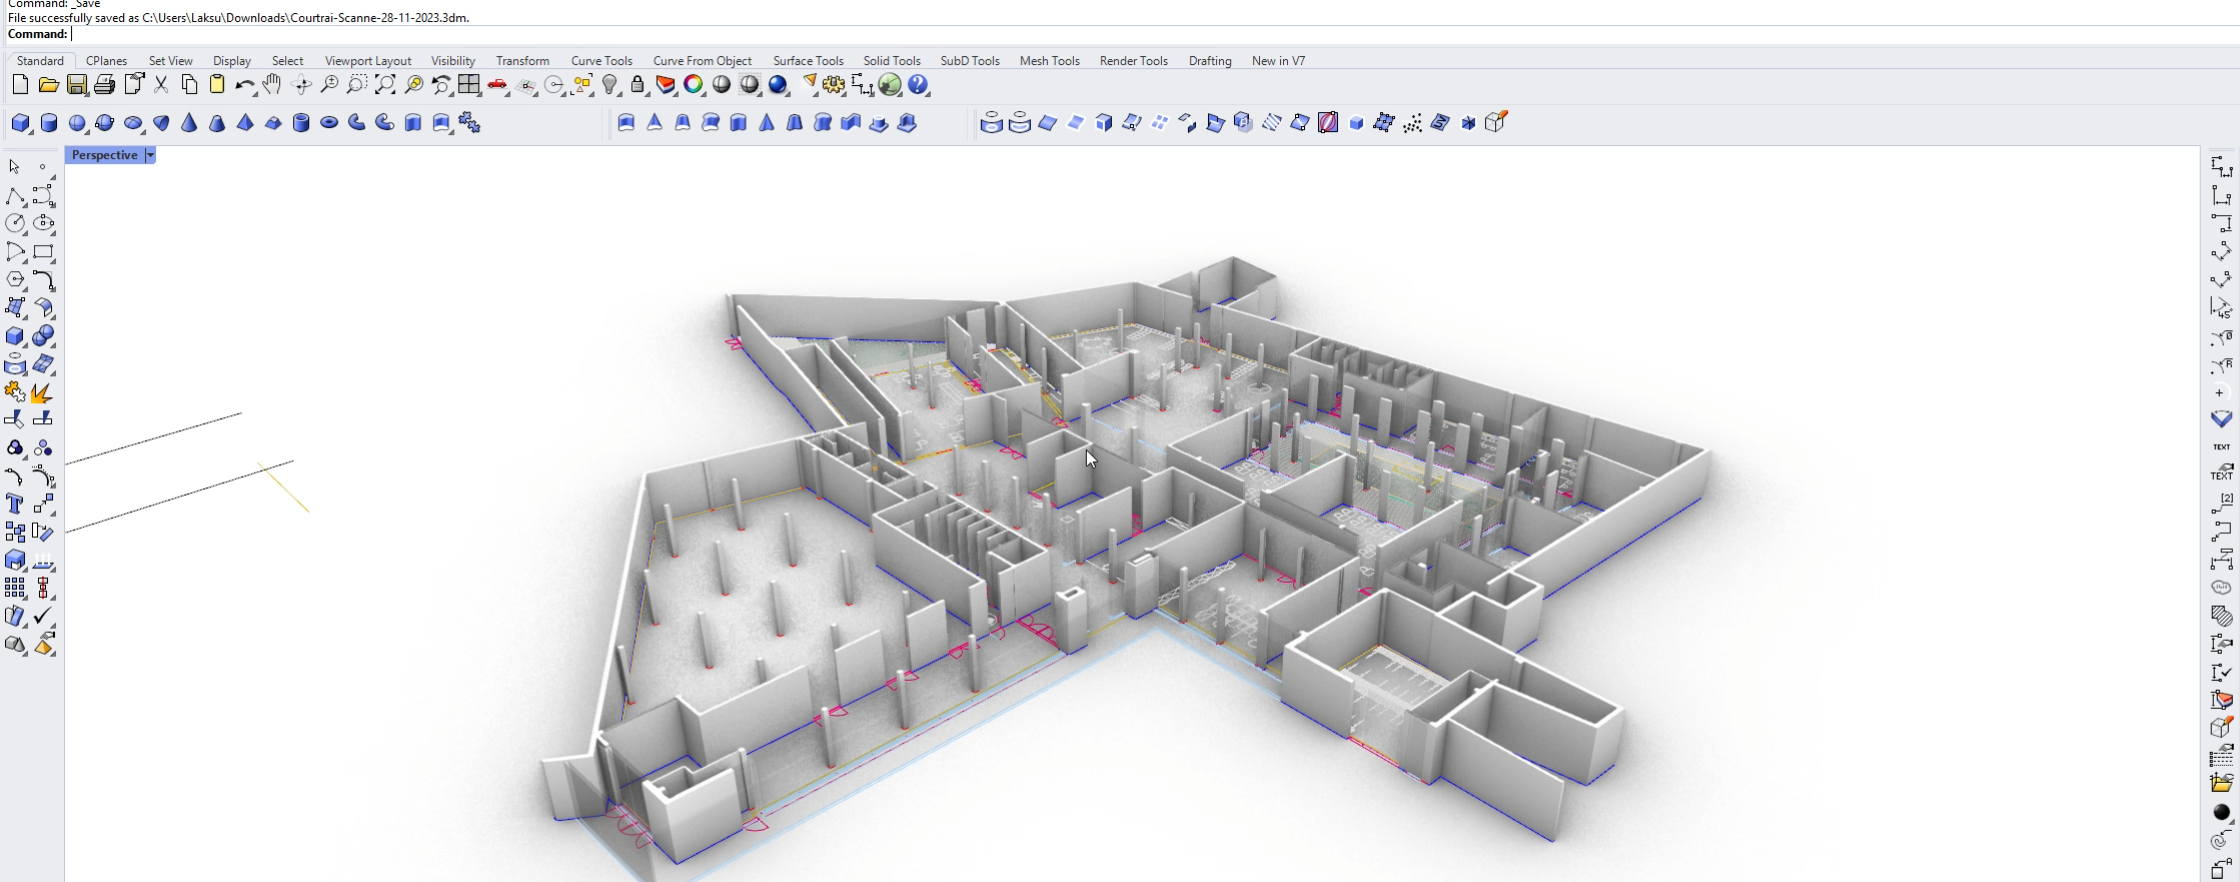 Command: _Save
File successfully saved as C:\Users\Laksu\Downloads\Courtrai-Scanne-28-11-2023.3dm.
Command:
Standard CPlanes Set View Display Select Viewport Layout Visibility Transform Curve Tools Curve From Object Surface Tools Solid Tools SubD Tools Mesh Tools Render Tools Drafting New in V7
Perspective
45
TEXT
TEXT
[2]